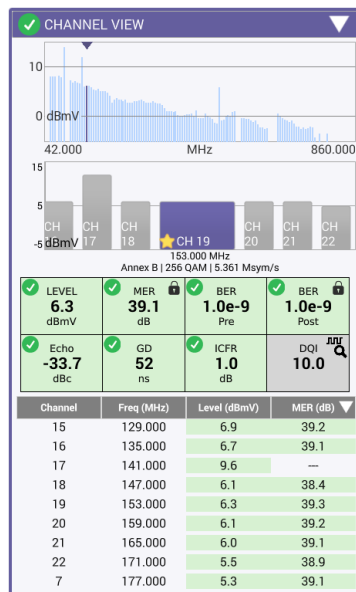 CHANNEL VIEW
10
0 dBmV
42.000 MHz 860.000
15
5
-5 dBmV
CH 17
CH 18
CH 19
CH 20
CH 21
CH 22
153.000 MHz
Annex B | 256 QAM | 5.361 Msym/s
LEVEL MER BER BER
6.3 39.1 1.0e-9 1.0e-9
dBmV dB Pre Post
Echo GD ICFR DQI
-33.7 52 1.0 10.0
dBc ns dB
Channel Freq (MHz) Level (dBmV) MER (dB)
15 129.000 6.9 39.2
16 135.000 6.7 39.1
17 141.000 9.6 ---
18 147.000 6.1 38.4
19 153.000 6.3 39.3
20 159.000 6.1 39.2
21 165.000 6.0 39.1
22 171.000 5.5 38.9
7 177.000 5.3 39.1